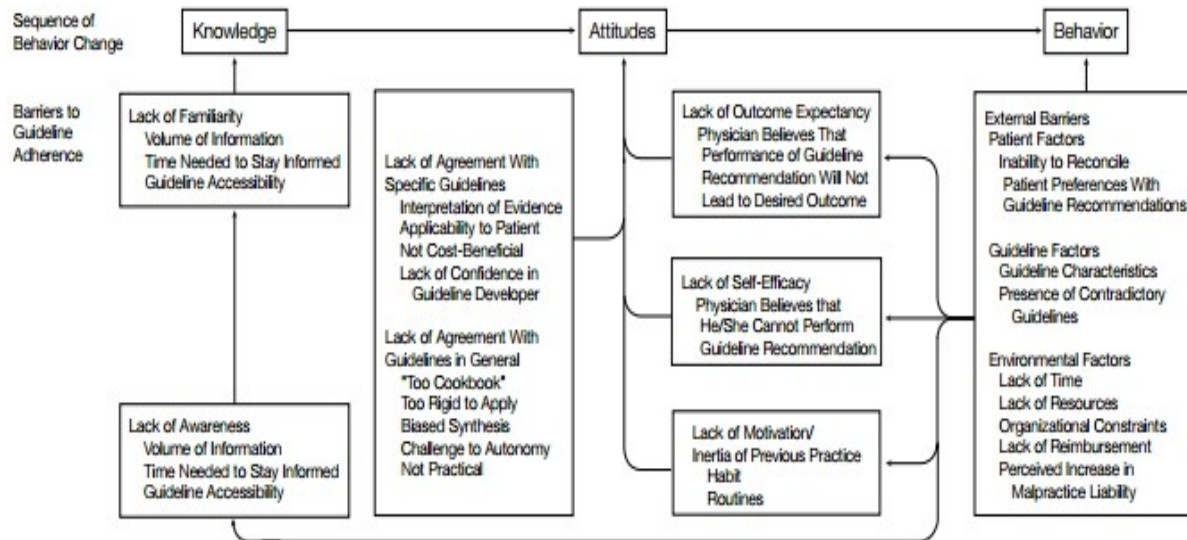 Sequence of
Behavior Change
Knowledge
Attitudes
Behavior
Barriers to
Guideline
Adherence
Lack of Familiarity
Volume of Information
Time Needed to Stay Informed
Guideline Accessibility
Lack of Awareness
Volume of Information
Time Needed to Stay Informed
Guideline Accessibility
Lack of Agreement With
Specific Guidelines
Interpretation of Evidence
Applicability to Patient
Not Cost-Beneficial
Lack of Confidence in
Guideline Developer
Lack of Agreement With
Guidelines in General
"Too Cookbook"
Too Rigid to Apply
Biased Synthesis
Challenge to Autonomy
Not Practical
Lack of Outcome Expectancy
Physician Believes That
Performance of Guideline
Recommendation Will Not
Lead to Desired Outcome
Lack of Self-Efficacy
Physician Believes that
He/She Cannot Perform
Guideline Recommendation
Lack of Motivation/
Inertia of Previous Practice
Habit
Routines
External Barriers
Patient Factors
Inability to Reconcile
Patient Preferences With
Guideline Recommendations
Guideline Factors
Guideline Characteristics
Presence of Contradictory
Guidelines
Environmental Factors
Lack of Time
Lack of Resources
Organizational Constraints
Lack of Reimbursement
Perceived Increase in
Malpractice Liability